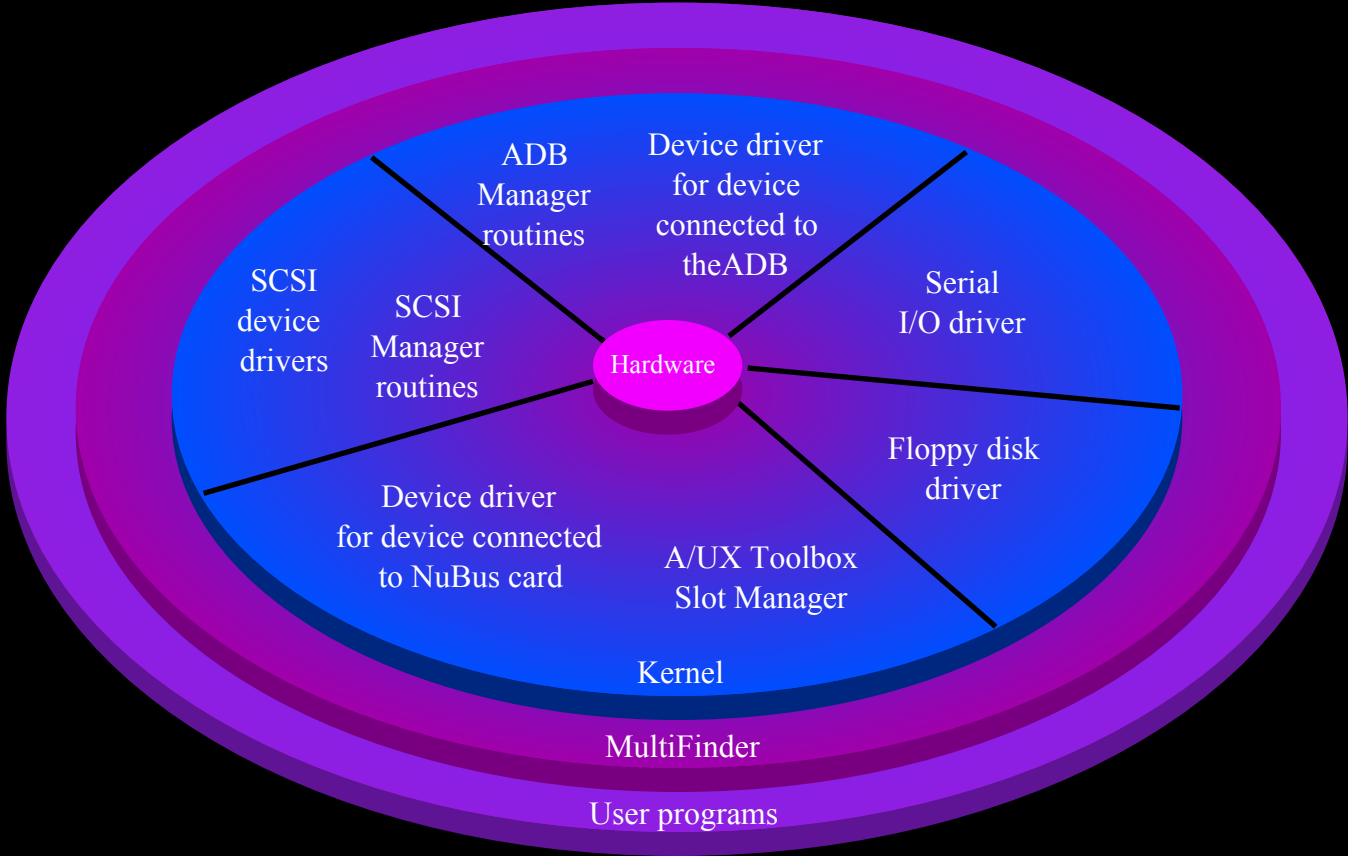 ADB
Manager
routines
Device driver
for device
connected to
theADB
SCSI
device
drivers
SCSI
Manager
routines
Serial
I/O driver
Hardware
Floppy disk
driver
Device driver
for device connected
to NuBus card
A/UX Toolbox
Slot Manager
Kernel
MultiFinder
User programs